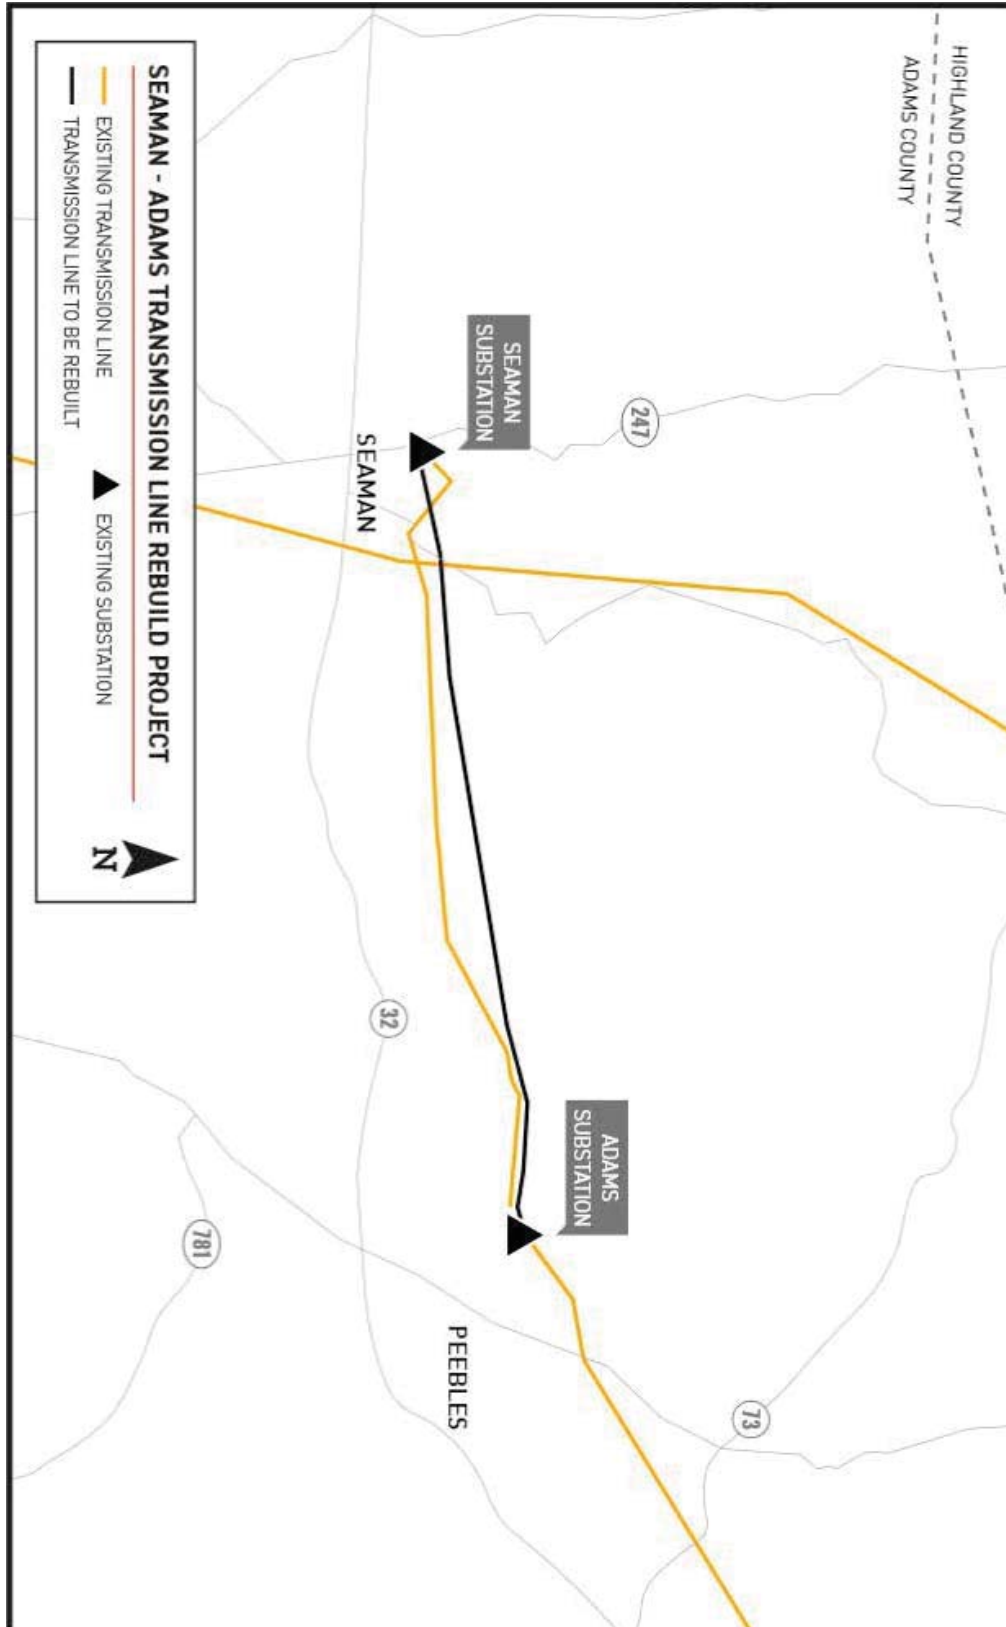 HIGHLAND COUNTY
ADAMS COUNTY
247
SEAMAN
SUBSTATION
SEAMAN
ADAMS
SUBSTATION
73
32
PEEBLES
781
SEAMAN - ADAMS TRANSMISSION LINE REBUILD PROJECT
EXISTING TRANSMISSION LINE
TRANSMISSION LINE TO BE REBUILT
EXISTING SUBSTATION
N